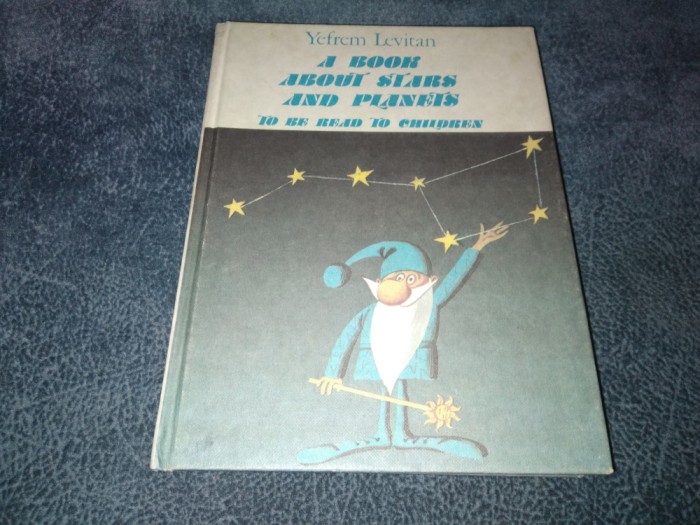 Yefrem Levitan
A BOOK
ABOUT STARS
AND PLANETS
TO BE READ TO CHILDREN